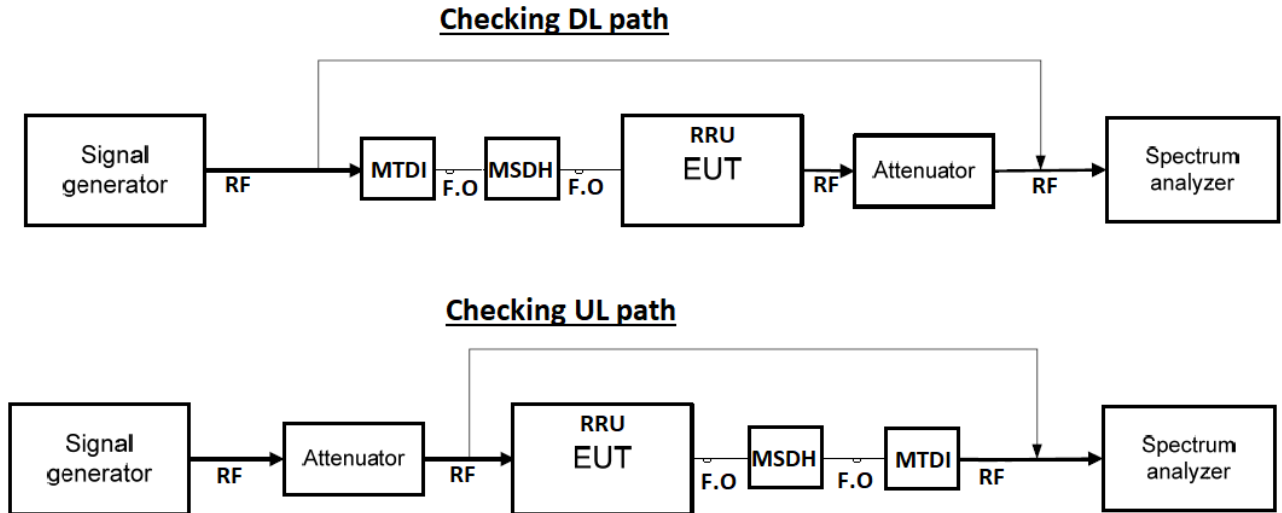 Checking DL path
Signal
generator
RF
MTDI
F.O
MSDH
F.O
RRU
EUT
RF
Attenuator
RF
Spectrum
analyzer
Checking UL path
Signal
generator
RF
Attenuator
RF
RRU
EUT
F.O
MSDH
F.O
MTDI
RF
Spectrum
analyzer